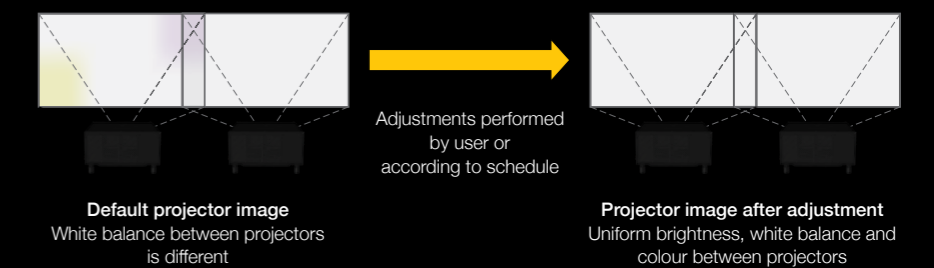 Adjustments performed
by user or
according to schedule
Default projector image
White balance between projectors
is different
Projector image after adjustment
Uniform brightness, white balance and
colour between projectors